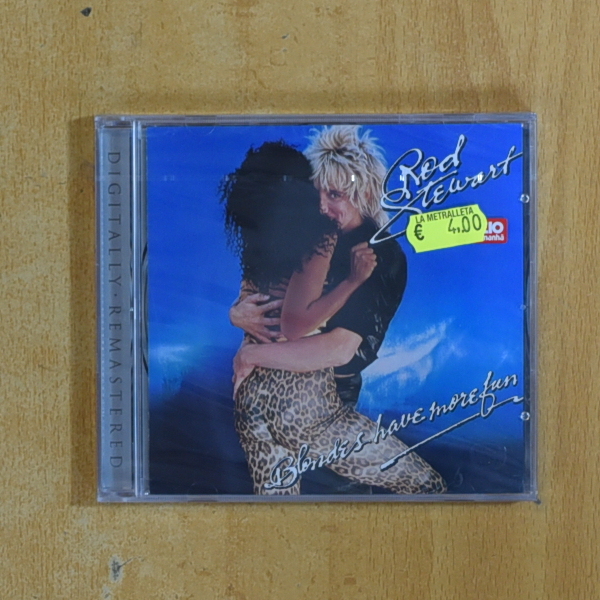 DIGITALLY·REMASTERED
Rod
Stewart
LA METRALLETA
€ 4.00
Blondes have more fun